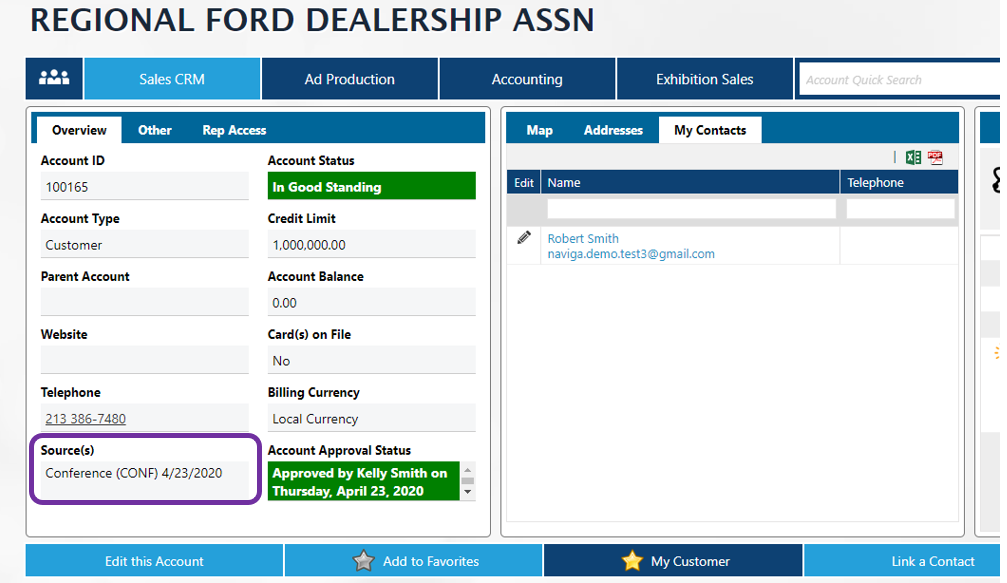 REGIONAL FORD DEALERSHIP ASSN
Sales CRM
Ad Production
Accounting
Exhibition Sales
Account Quick Search
Overview
Other
Rep Access
Account ID
100165
Account Status
In Good Standing
Account Type
Customer
Credit Limit
1,000,000.00
Parent Account
Account Balance
0.00
Website
Card(s) on File
No
Telephone
213 386-7480
Billing Currency
Local Currency
Source(s)
Conference (CONF) 4/23/2020
Account Approval Status
Approved by Kelly Smith on
Thursday, April 23, 2020
Map
Addresses
My Contacts
PDF
Edit
Name
Telephone
Robert Smith
naviga.demo.test3@gmail.com
Edit this Account
Add to Favorites
My Customer
Link a Contact